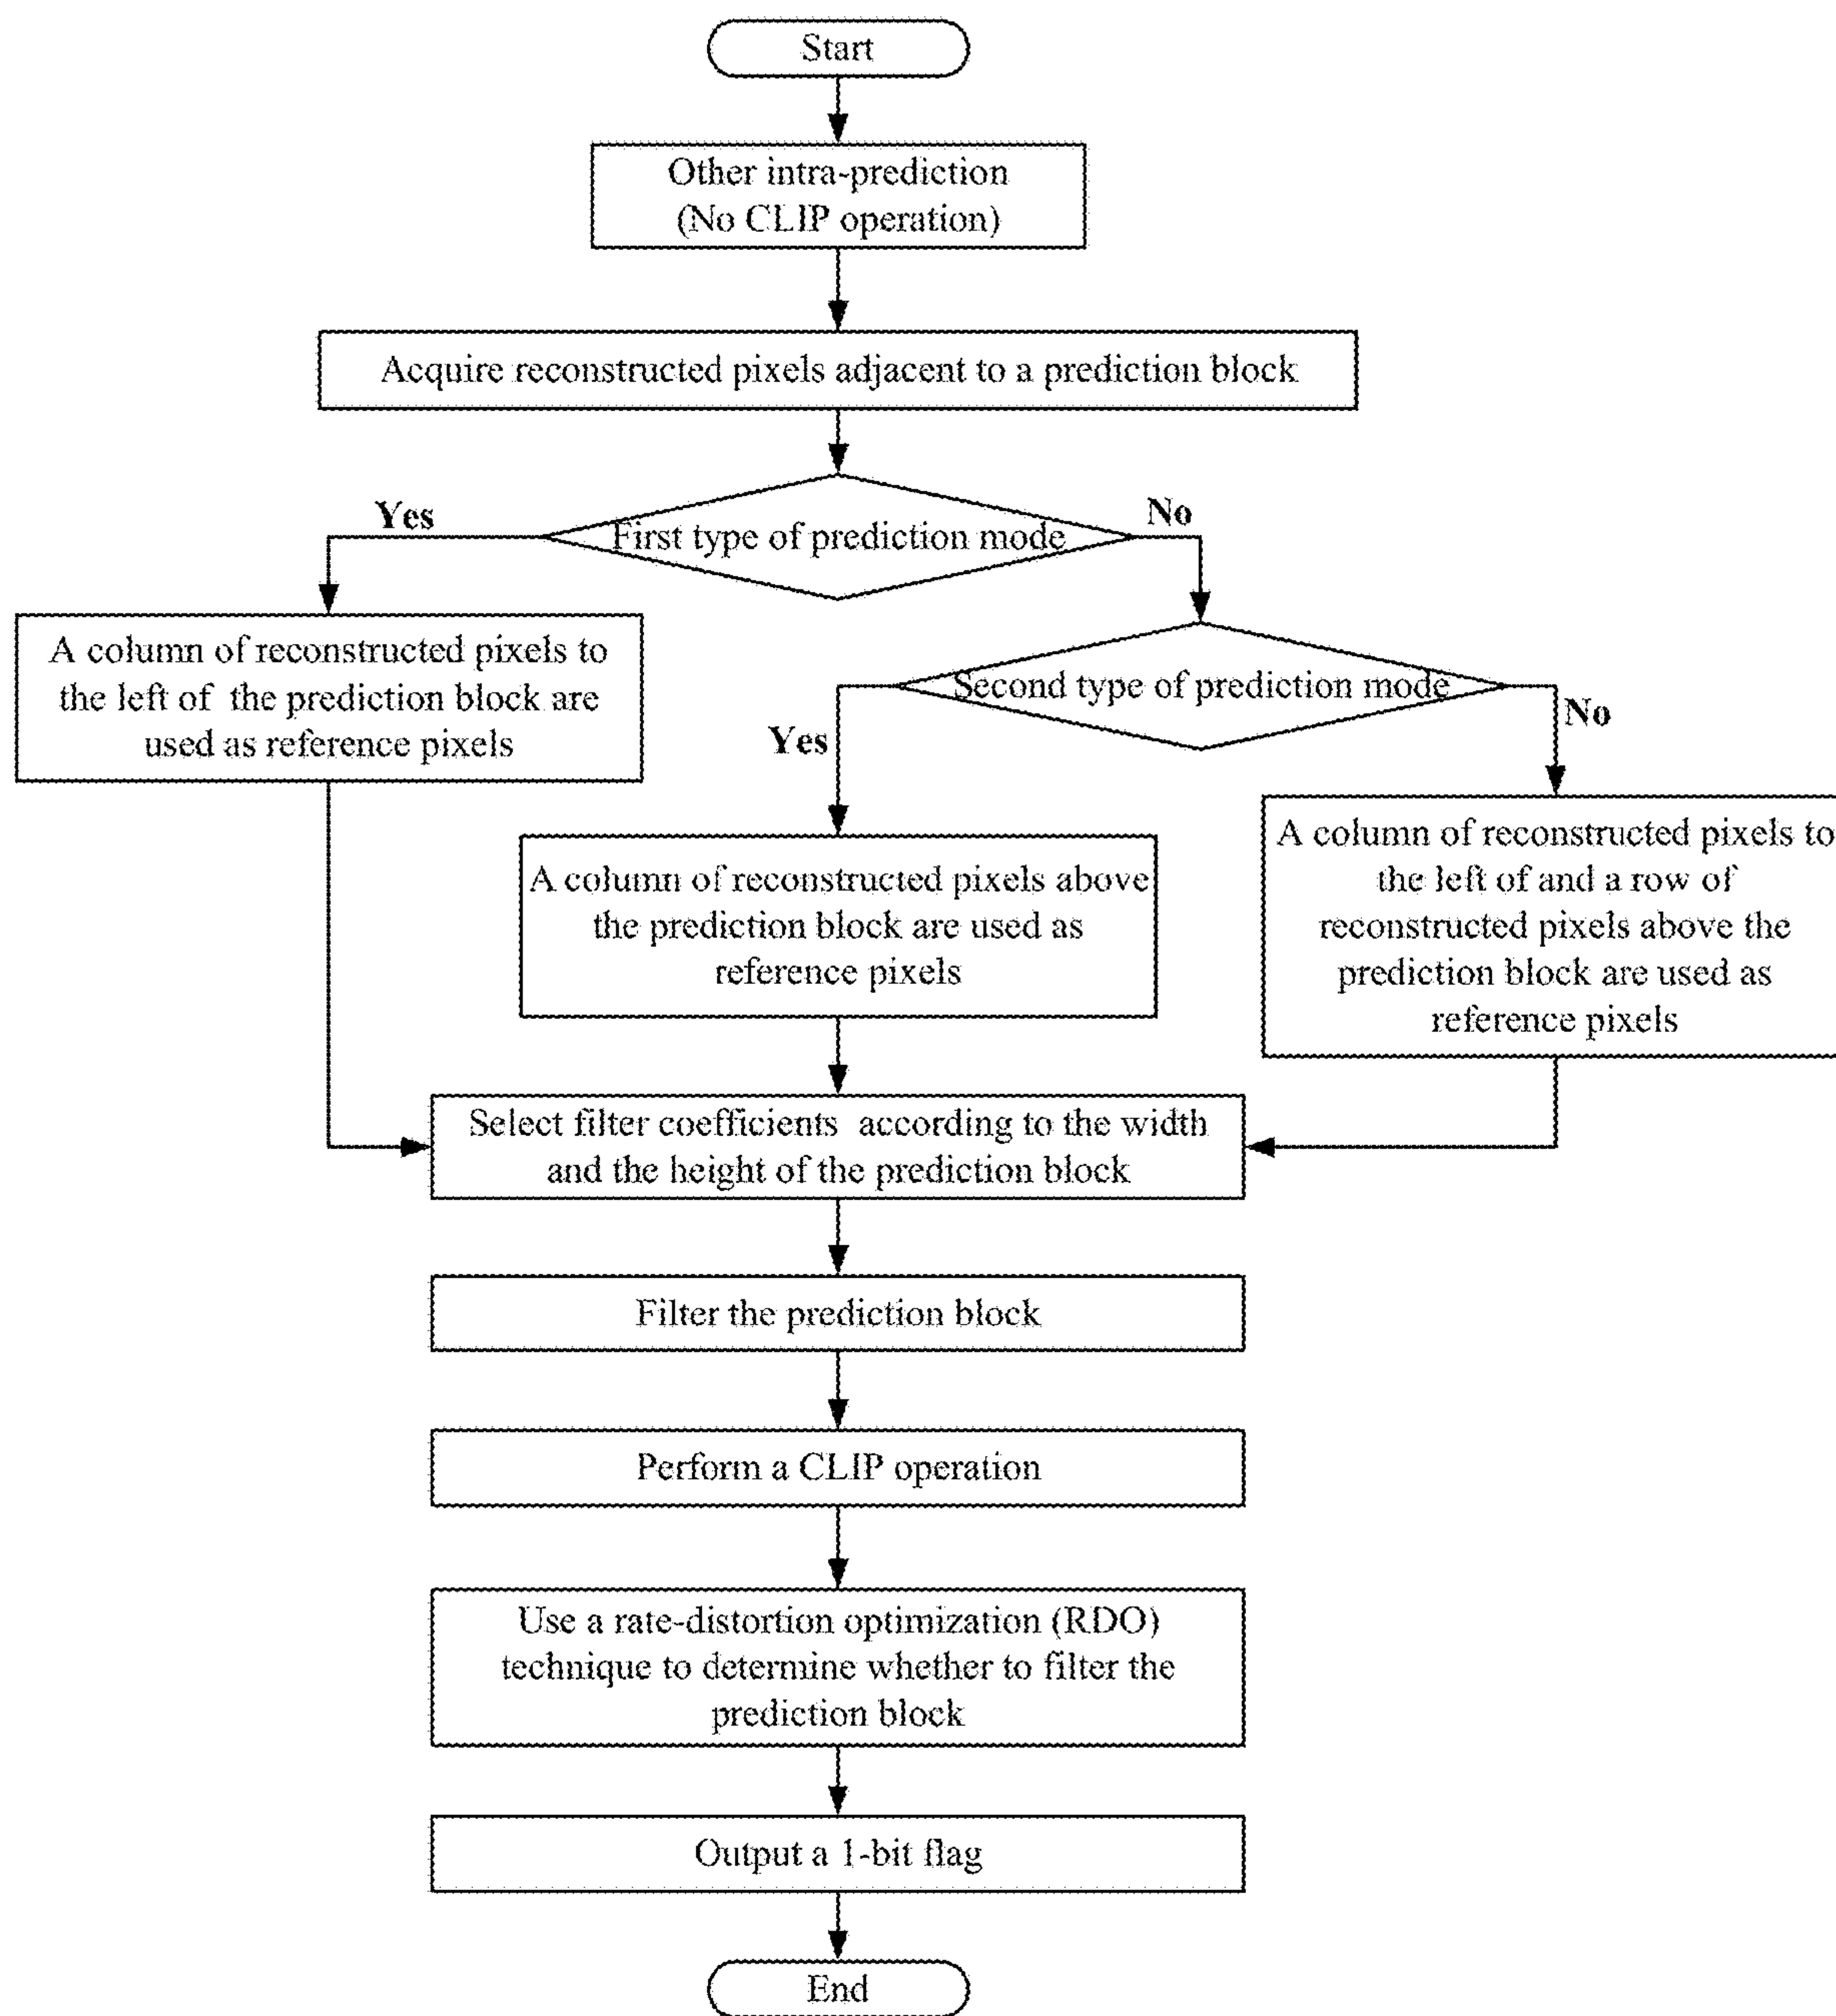 Start
Other intra-prediction
(No CLIP operation)
Acquire reconstructed pixels adjacent to a prediction block
Yes
No
First type of prediction mode
A column of reconstructed pixels to
the left of the prediction block are
used as reference pixels
Second type of prediction mode
Yes
No
A column of reconstructed pixels above
the prediction block are used as
reference pixels
A column of reconstructed pixels to
the left of and a row of
reconstructed pixels above the
prediction block are used as
reference pixels
Select filter coefficients according to the width
and the height of the prediction block
Filter the prediction block
Perform a CLIP operation
Use a rate-distortion optimization (RDO)
technique to determine whether to filter the
prediction block
Output a 1-bit flag
End